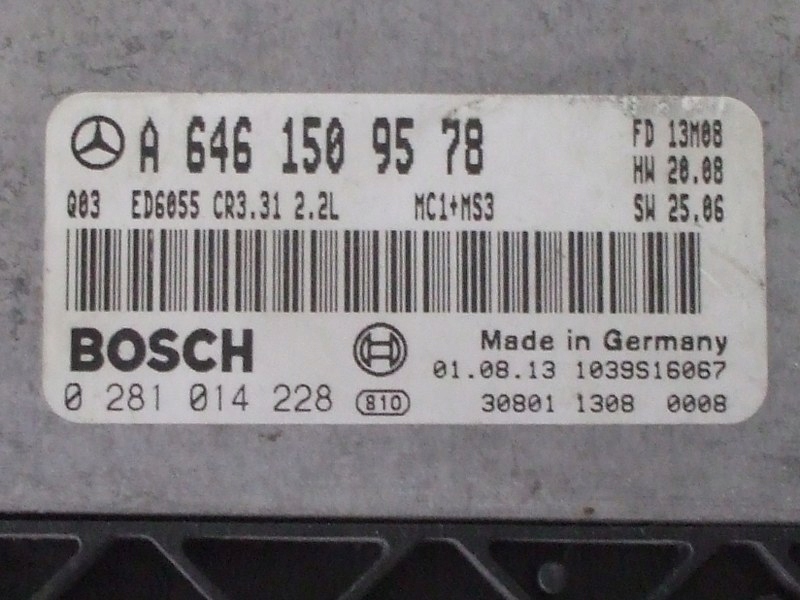 A 646 150 95 78
FD 13M08
HW 20.08
Q03 ED6055 CR3.31 2.2L MC1+MS3 SW 25.06
BOSCH
Made in Germany
01.08.13 1039S16067
0 281 014 228 810 30801 1308 0008